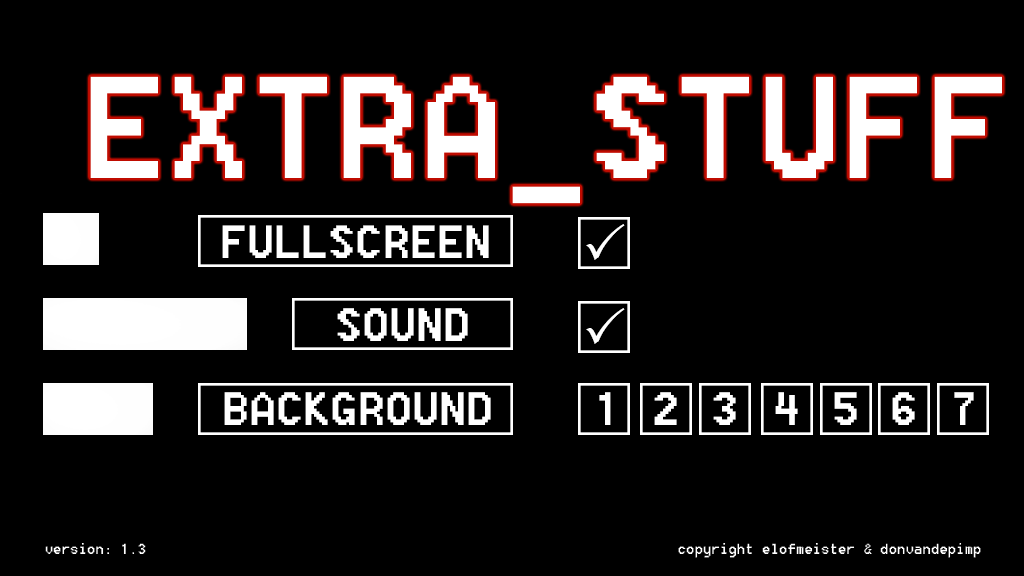 EXTRA_STUFF
FULLSCREEN ✓
SOUND ✓
BACKGROUND 1 2 3 4 5 6 7
version: 1.3
copyright elofmeister & donvandepimp